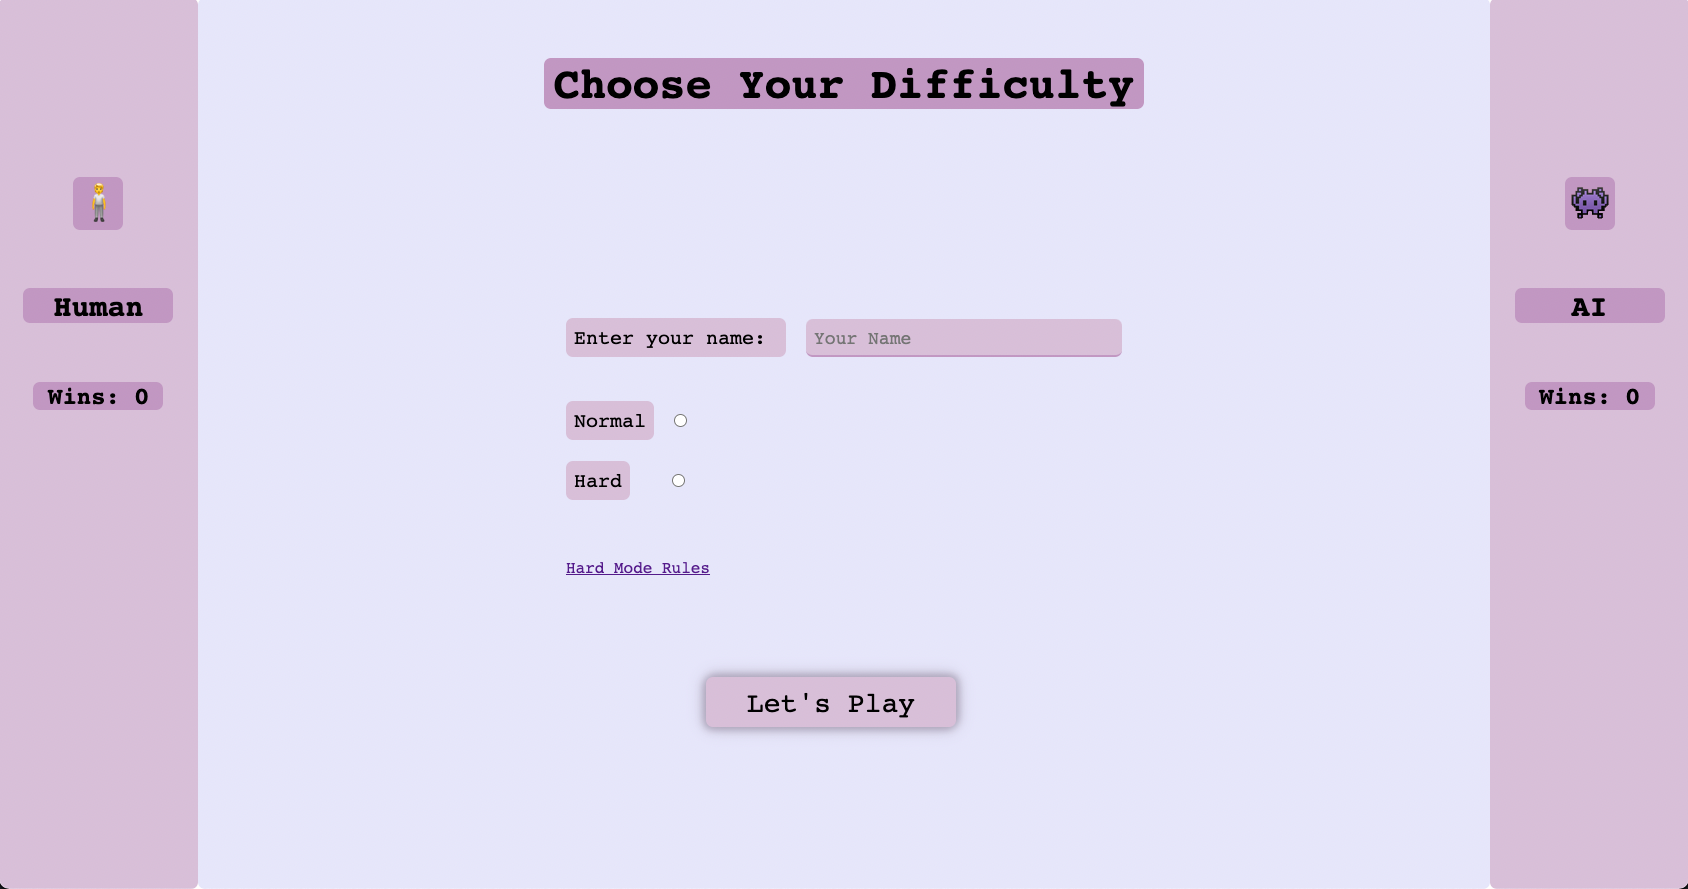 Choose Your Difficulty
Human
Wins: 0
Enter your name:
Your Name
Normal
Hard
Hard Mode Rules
Let's Play
AI
Wins: 0